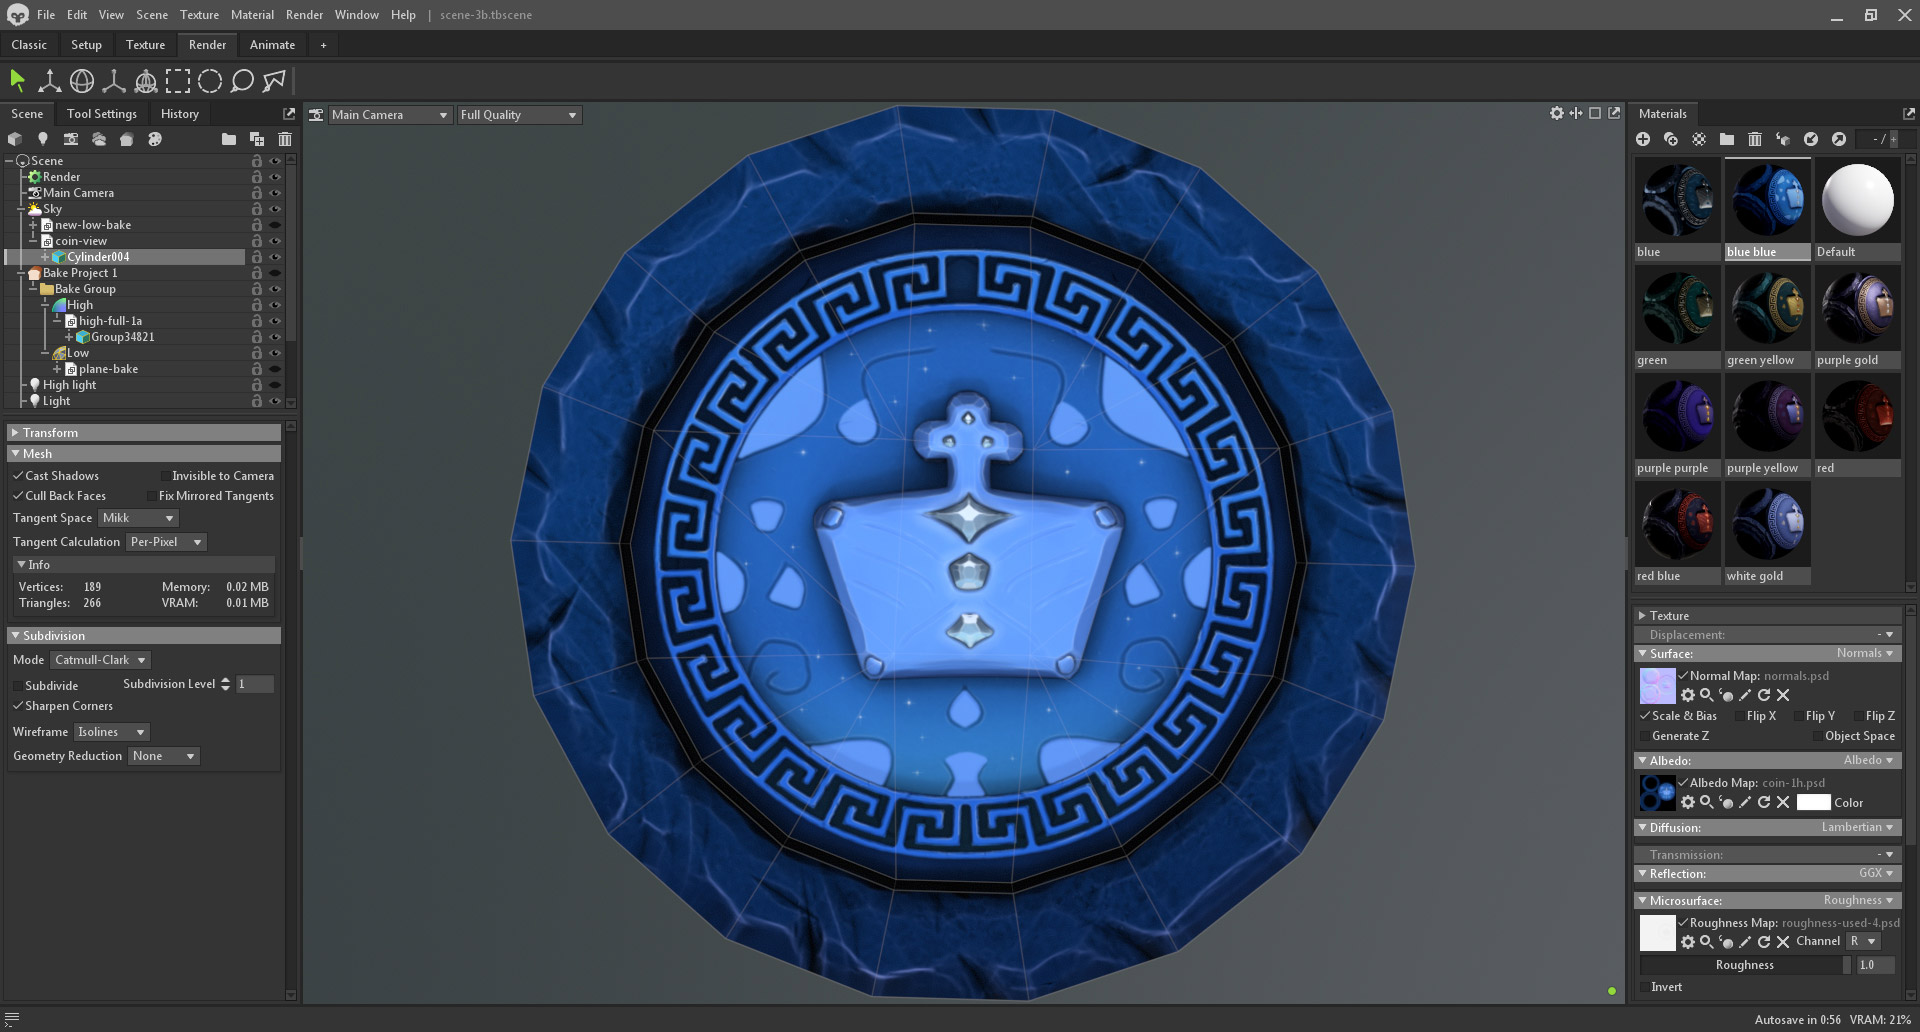 File Edit View Scene Texture Material Render Window Help | scene-3b.tbscene
Classic Setup Texture Render Animate +
Scene Tool Settings History
Main Camera Full Quality
Materials
- / +
Scene
Render
Main Camera
Sky
new-low-bake
coin-view
Cylinder004
Bake Project 1
Bake Group
High
high-full-1a
Group34821
Low
plane-bake
High light
Light
Transform
Mesh
Cast Shadows Invisible to Camera
Cull Back Faces Fix Mirrored Tangents
Tangent Space Mikk
Tangent Calculation Per-Pixel
Info
Vertices: 189 Memory: 0.02 MB
Triangles: 266 VRAM: 0.01 MB
Subdivision
Mode Catmull-Clark
Subdivide Subdivision Level 1
Sharpen Corners
Wireframe Isolines
Geometry Reduction None
blue blue blue Default
green green yellow purple gold
purple purple purple yellow red
red blue white gold
Texture
Displacement: -
Surface: Normals
Normal Map: normals.psd
Scale & Bias Flip X Flip Y Flip Z
Generate Z Object Space
Albedo: Albedo
Albedo Map: coin-1h.psd
Color
Diffusion: Lambertian
Transmission: -
Reflection: GGX
Microsurface: Roughness
Roughness Map: roughness-used-4.psd
Channel R
Roughness 1.0
Invert
Autosave in 0:56 VRAM: 21%